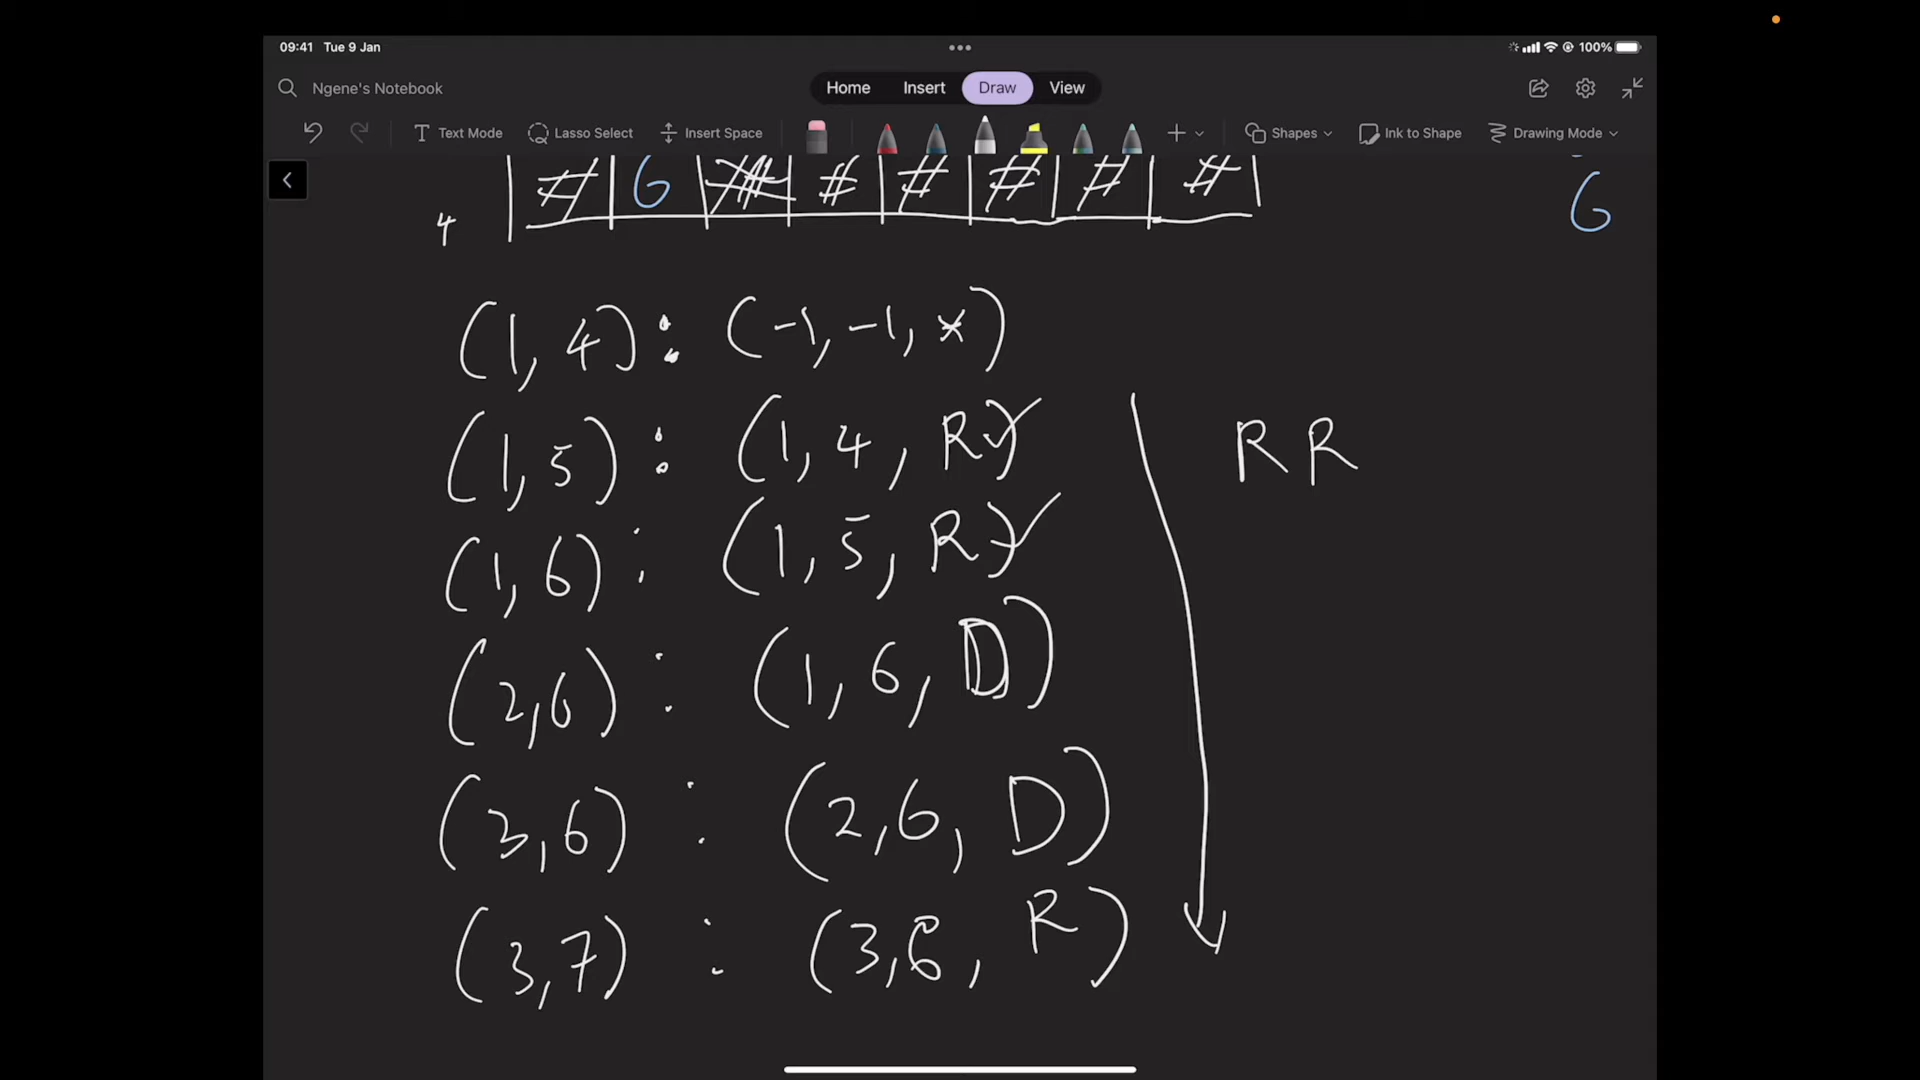 09:41 Tue 9 Jan
100%
Ngene's Notebook
Home Insert Draw View
Text Mode Lasso Select Insert Space Shapes Ink to Shape Drawing Mode
# G # # # # # #
G
4
(1, 4) : (-1, -1, *)
(1, 5) : (1, 4, R) ✓
R R
(1, 6) : (1, 5, R) ✓
(2, 6) : (1, 6, D)
(3, 6) : (2, 6, D)
(3, 7) : (3, 6, R)